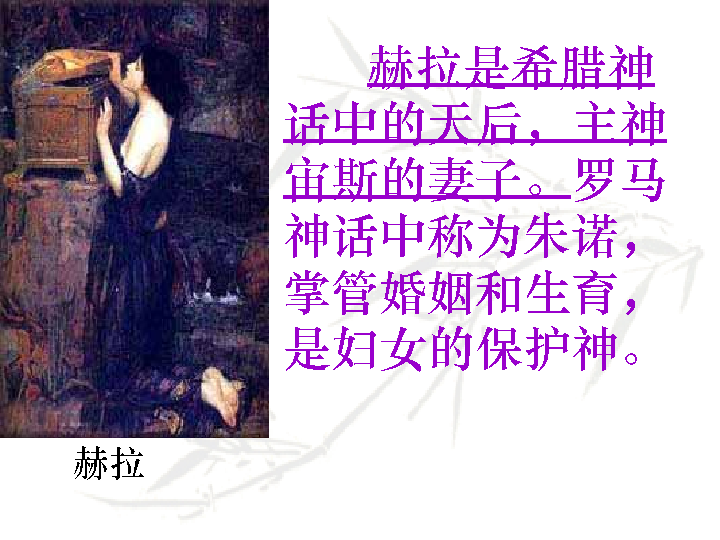 赫拉是希腊神
话中的天后，主神
宙斯的妻子。罗马
神话中称为朱诺，
掌管婚姻和生育，
是妇女的保护神。
赫拉